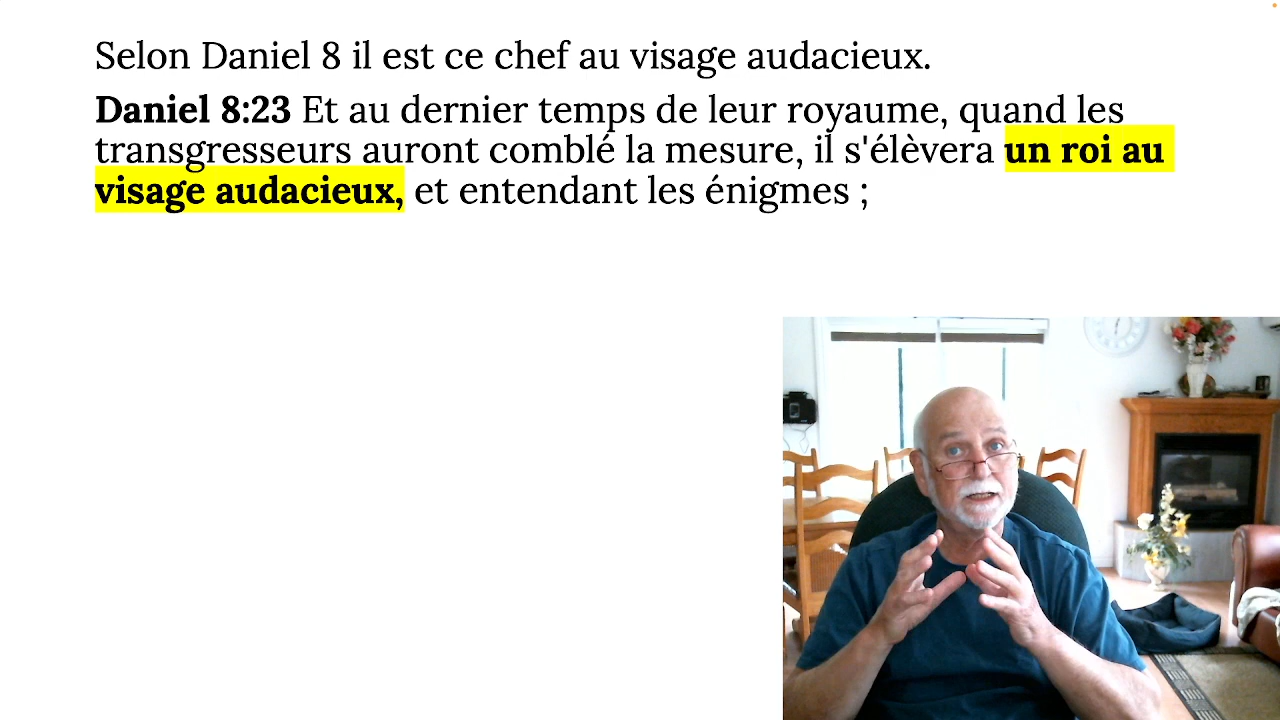 Selon Daniel 8 il est ce chef au visage audacieux.
Daniel 8:23 Et au dernier temps de leur royaume, quand les
transgresseurs auront comblé la mesure, il s'élèvera un roi au
visage audacieux, et entendant les énigmes ;